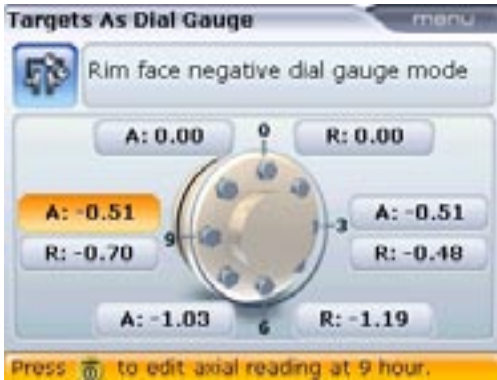 Targets As Dial Gauge menu
Rim face negative dial gauge mode
A: 0.00 0 R: 0.00
A: -0.51 A: -0.51
9 3
R: -0.70 R: -0.48
A: -1.03 6 R: -1.19
Press to edit axial reading at 9 hour.